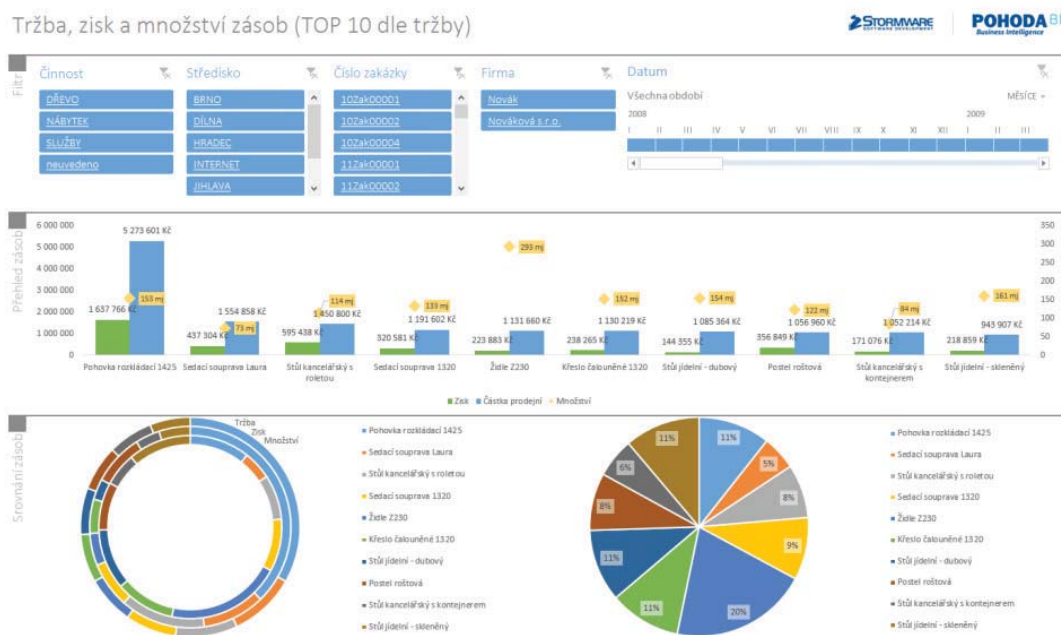 Tržba, zisk a množství zásob (TOP 10 dle tržby)
STORMWARE
SOFTWARE DEVELOPMENT
POHODA BI
Business Intelligence
Filtr
Činnost
DŘEVO
NÁBYTEK
SLUŽBY
neuvedeno
Středisko
BRNO
DÍLNA
HRADEC
INTERNET
JIHLAVA
Číslo zakázky
10Zak00001
10Zak00002
10Zak00004
11Zak00001
11Zak00002
Firma
Novák
Nováková s.r.o.
Datum
Všechna období
MĚSÍCE
2008 2009
I II III IV V VI VII VIII IX X XI XII I II III
Přehled zásob
6 000 000
5 000 000
4 000 000
3 000 000
2 000 000
1 000 000
0
350
300
250
200
150
100
50
0
1 637 766 Kč 5 273 601 Kč 153 mj
437 304 Kč 1 554 858 Kč 73 mj
595 438 Kč 1 450 800 Kč 114 mj
320 581 Kč 1 191 602 Kč 133 mj
223 883 Kč 1 131 660 Kč 293 mj
238 265 Kč 1 130 219 Kč 152 mj
144 355 Kč 1 085 364 Kč 154 mj
356 849 Kč 1 056 960 Kč 122 mj
171 076 Kč 1 052 214 Kč 84 mj
218 859 Kč 943 907 Kč 161 mj
Pohovka rozkládací 1425
Sedací souprava Laura
Stůl kancelářský s
roletou
Sedací souprava 1320
Židle Z230
Křeslo čalouněné 1320
Stůl jídelní - dubový
Postel roštová
Stůl kancelářský s
kontejnerem
Stůl jídelní - skleněný
Zisk Částka prodejní Množství
Srovnání zásob
Tržba
Zisk
Množství
Pohovka rozkládací 1425
Sedací souprava Laura
Stůl kancelářský s roletou
Sedací souprava 1320
Židle Z230
Křeslo čalouněné 1320
Stůl jídelní - dubový
Postel roštová
Stůl kancelářský s kontejnerem
Stůl jídelní - skleněný
11%
5%
8%
9%
20%
11%
11%
8%
6%
11%
Pohovka rozkládací 1425
Sedací souprava Laura
Stůl kancelářský s roletou
Sedací souprava 1320
Židle Z230
Křeslo čalouněné 1320
Stůl jídelní - dubový
Postel roštová
Stůl kancelářský s kontejnerem
Stůl jídelní - skleněný